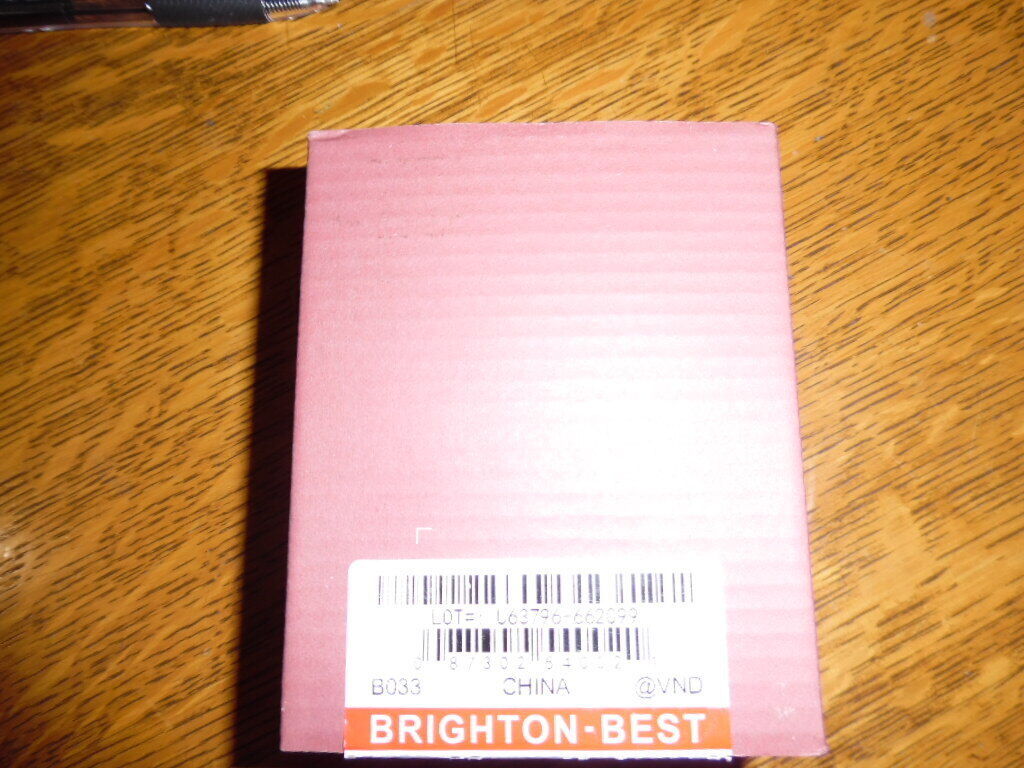 LOT#: U63796-662099
B033 CHINA @VND
BRIGHTON-BEST